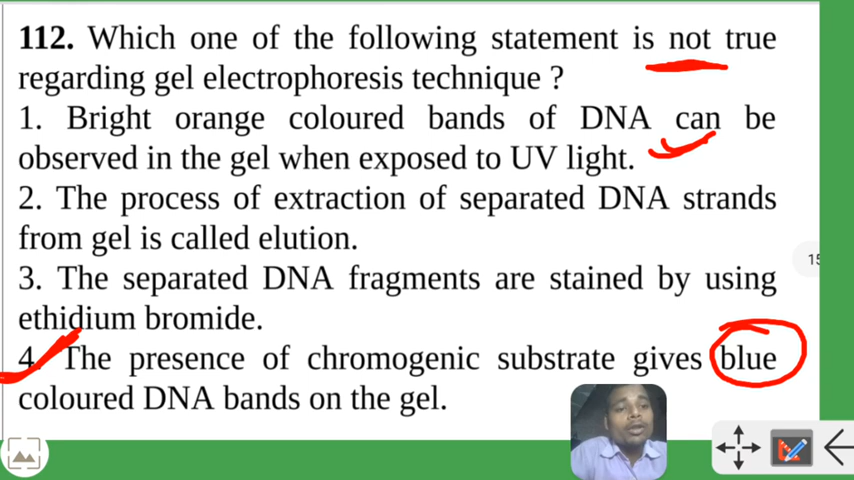 112. Which one of the following statement is not true
regarding gel electrophoresis technique ?
1. Bright orange coloured bands of DNA can be
observed in the gel when exposed to UV light.
2. The process of extraction of separated DNA strands
from gel is called elution.
3. The separated DNA fragments are stained by using
ethidium bromide.
4. The presence of chromogenic substrate gives blue
coloured DNA bands on the gel.
15